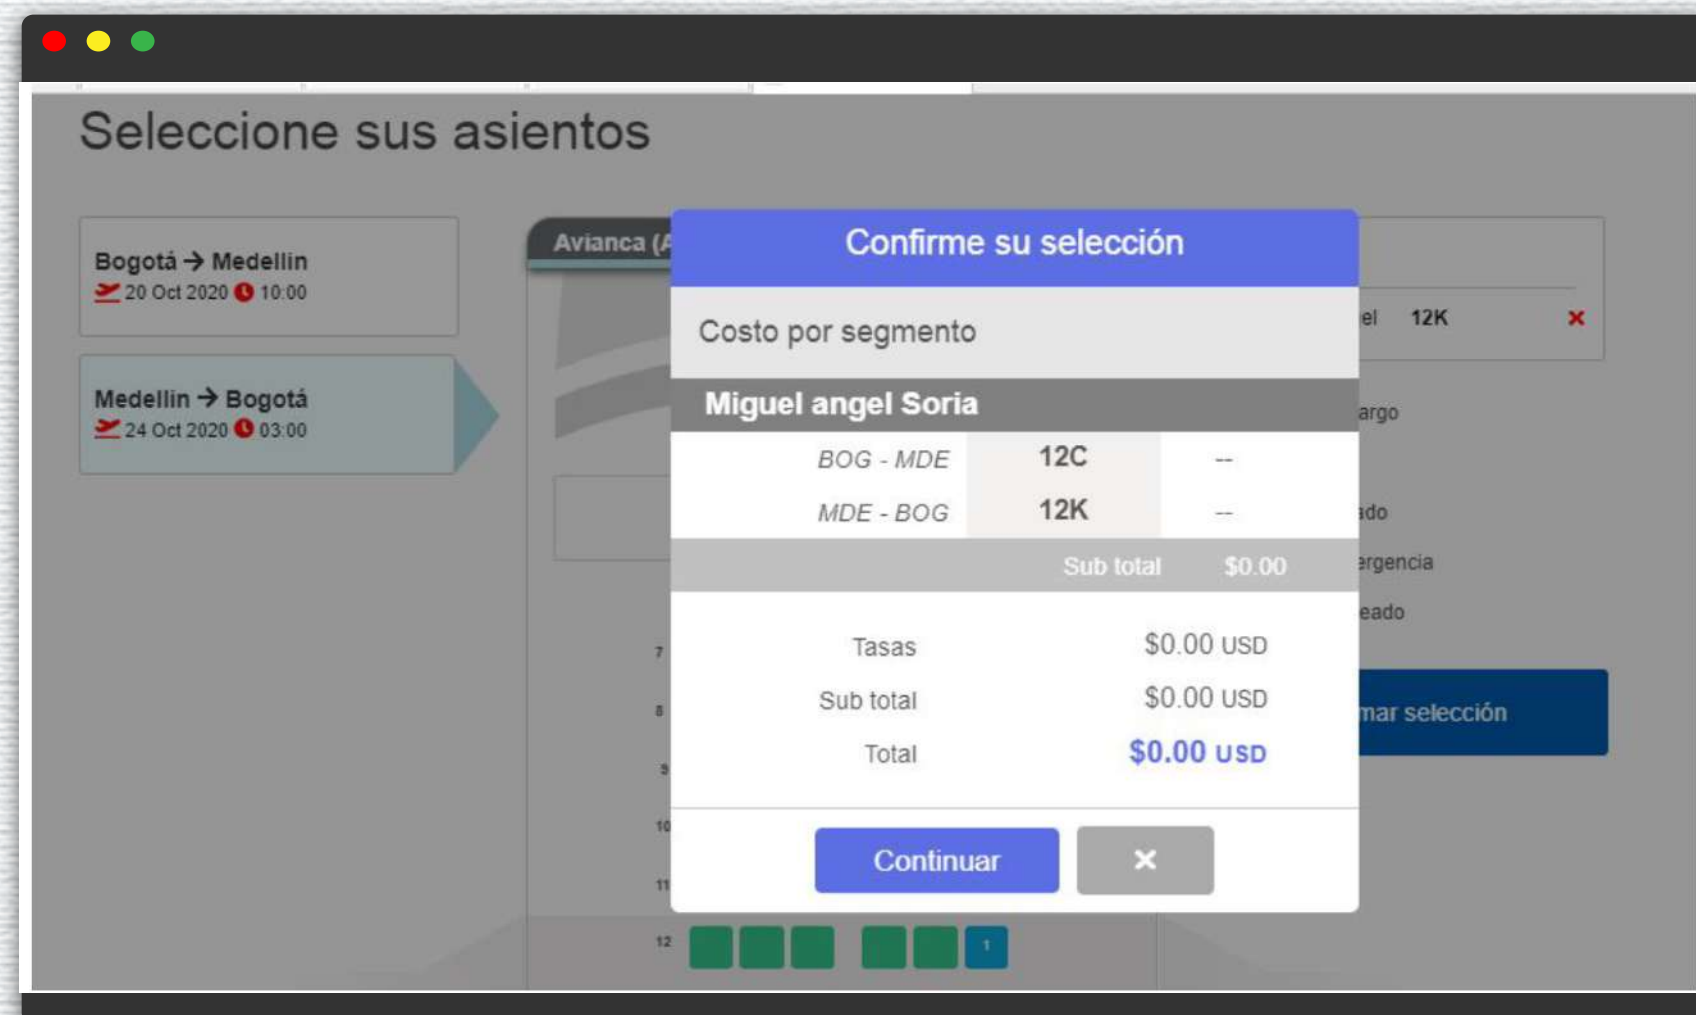 Seleccione sus asientos
Bogotá → Medellin
20 Oct 2020 10:00
Medellin → Bogotá
24 Oct 2020 03:00
Avianca (A
Confirme su selección
Costo por segmento
Miguel angel Soria
BOG - MDE 12C --
MDE - BOG 12K --
Sub total $0.00
Tasas $0.00 USD
Sub total $0.00 USD
Total $0.00 USD
Continuar ×
el 12K ×
argo
ado
ergencia
eado
mar selección
7
8
9
10
11
12 1